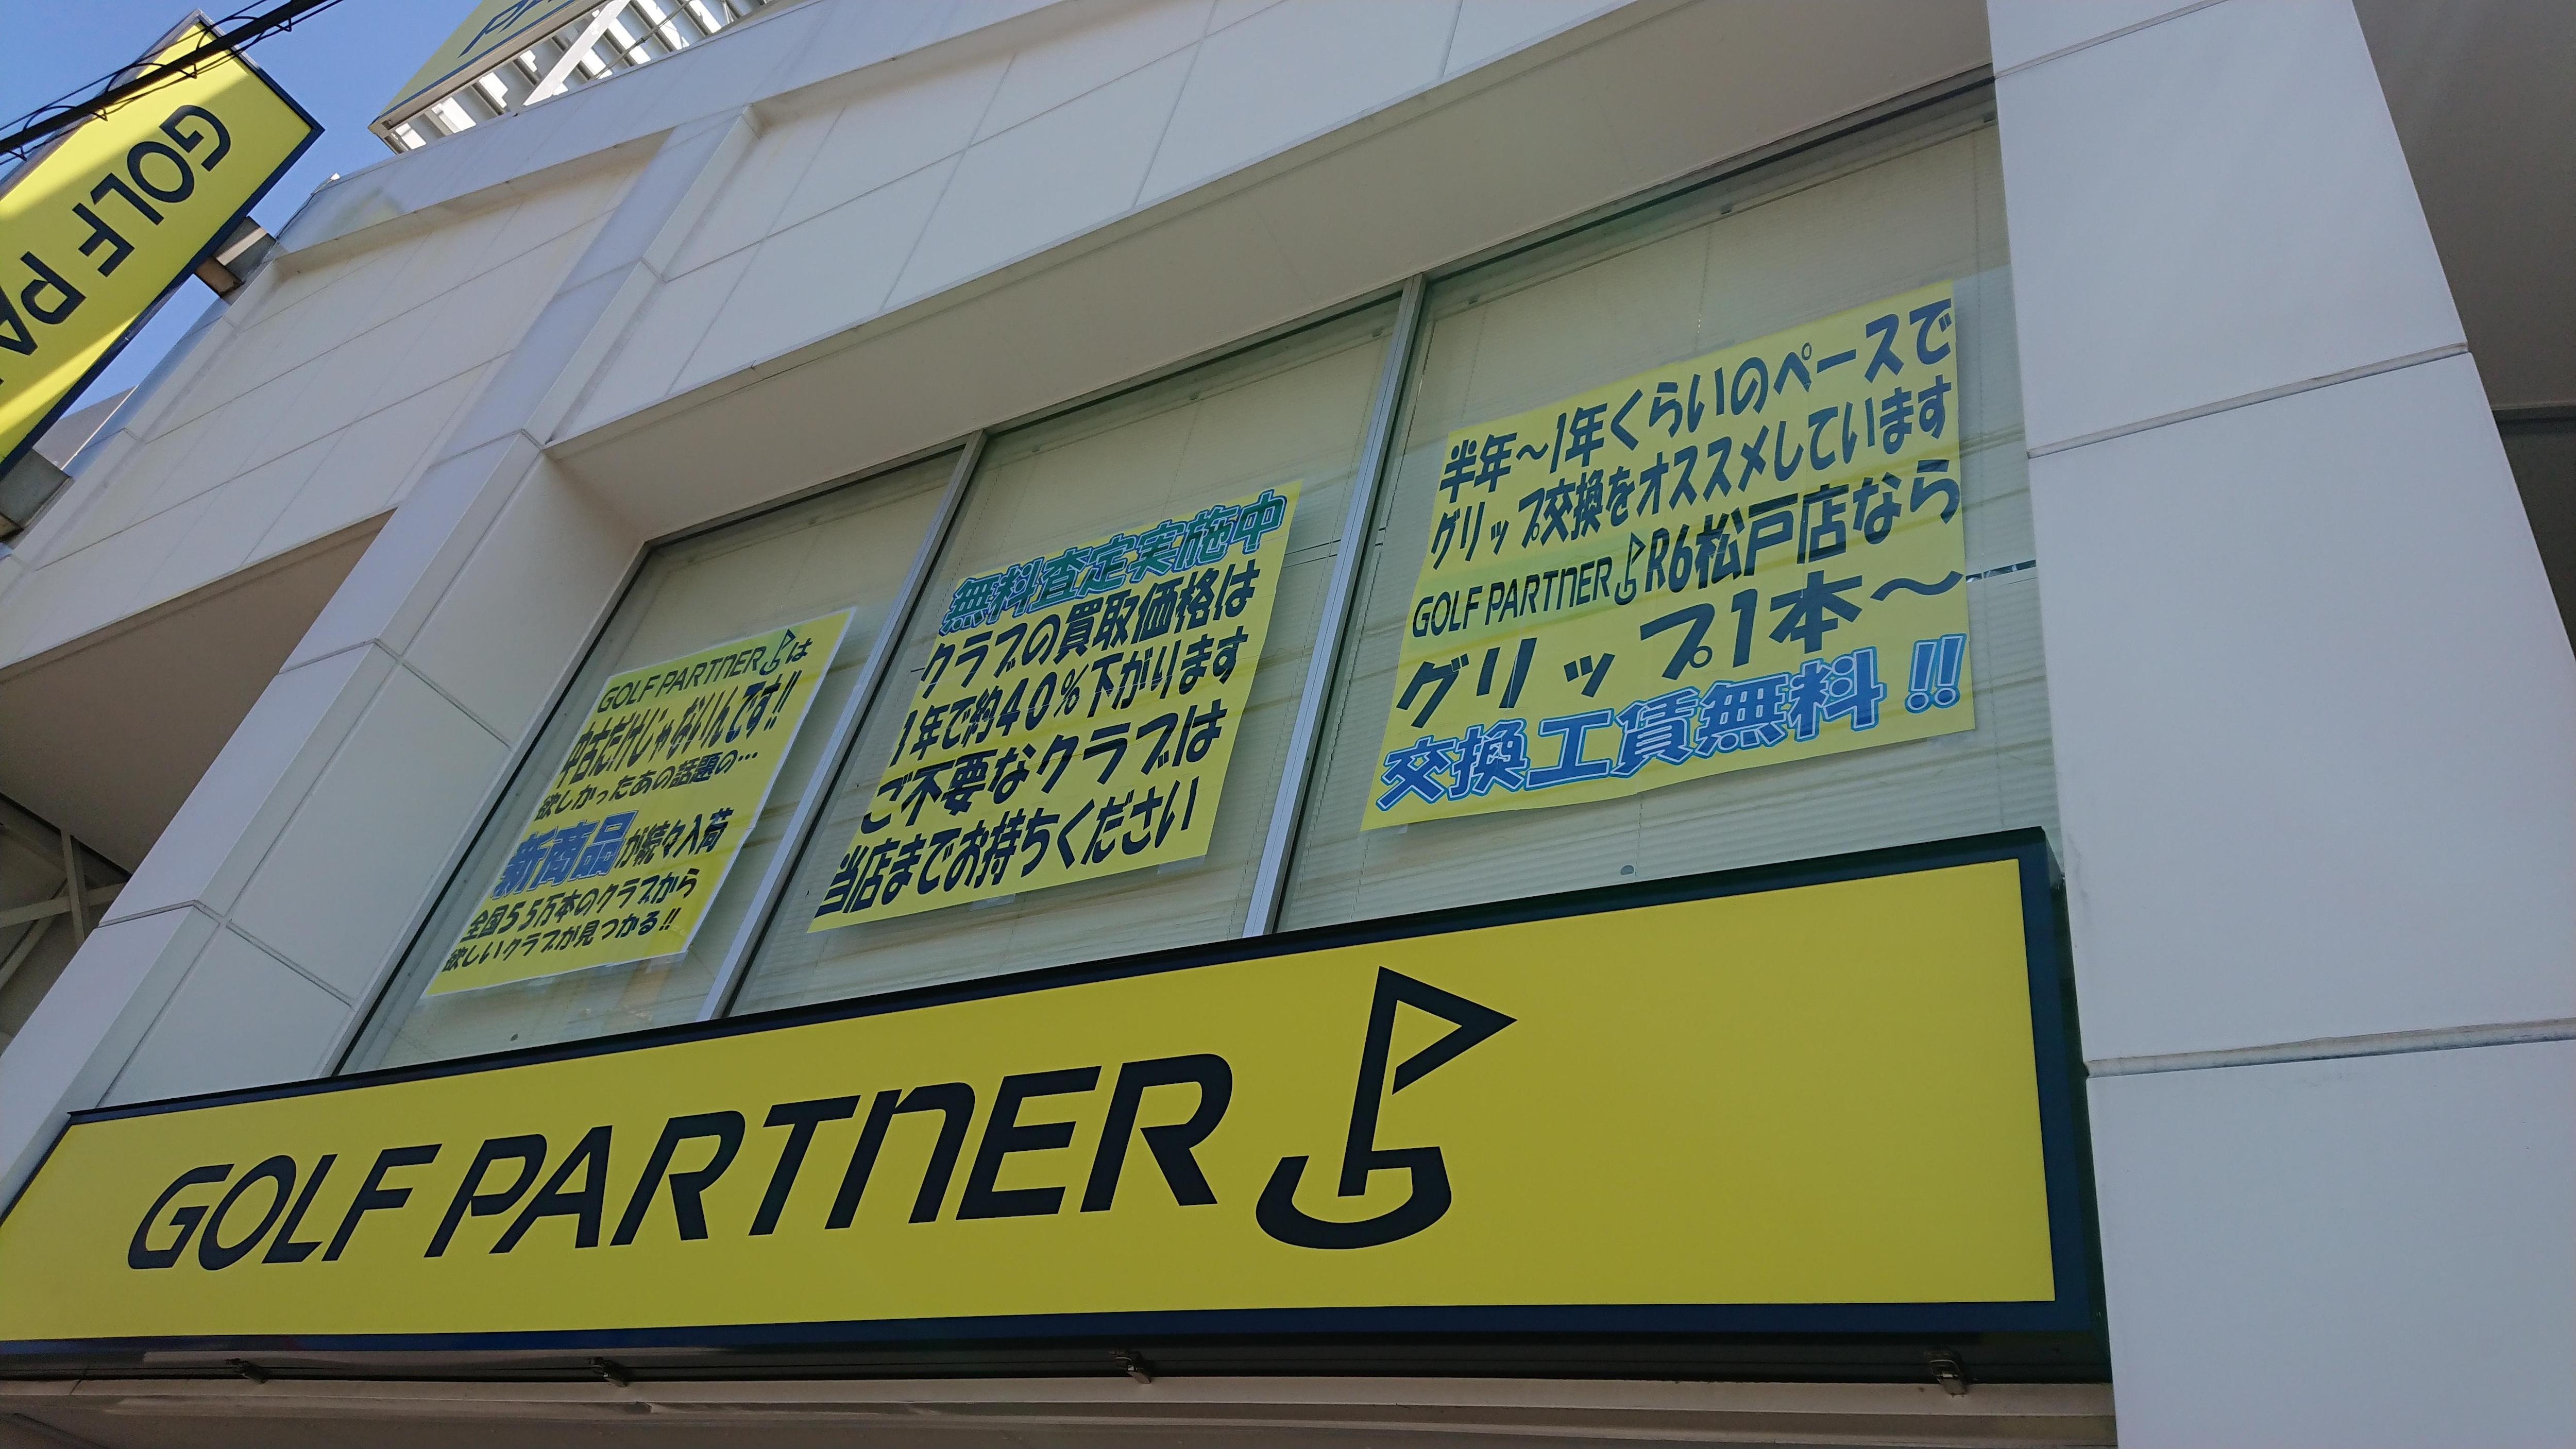 GOLF PA
PA
GOLF PARTNERは
中古だけじゃないんです!!
欲しかったあの話題の…
新商品が続々入荷
全国55万本のクラブから
欲しいクラブが見つかる!!
無料査定実施中
クラブの買取価格は
1年で約40%下がります
ご不要なクラブは
当店までお持ちください
半年～1年くらいのペースで
グリップ交換をオススメしています
GOLF PARTNER R6松戸店なら
グリップ1本～
交換工賃無料!!
GOLF PARTNER